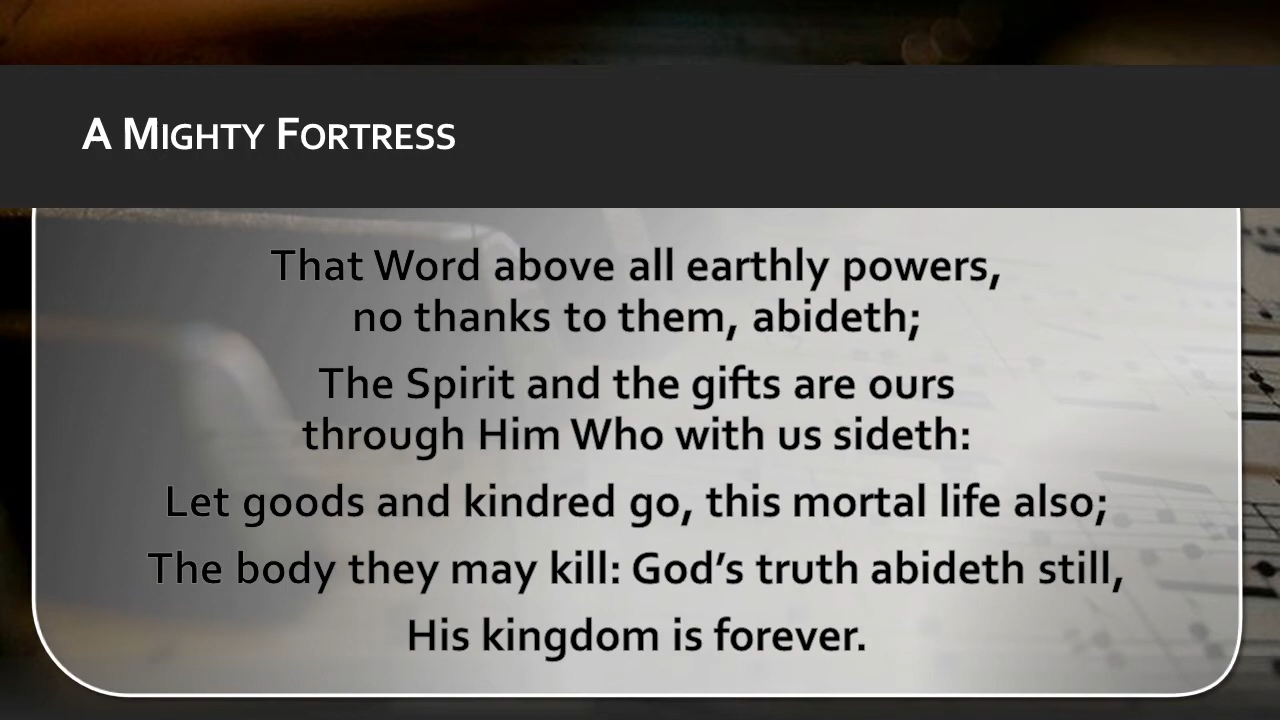 A Mighty Fortress
That Word above all earthly powers,
no thanks to them, abideth;
The Spirit and the gifts are ours
through Him Who with us sideth:
Let goods and kindred go, this mortal life also;
The body they may kill: God’s truth abideth still,
His kingdom is forever.